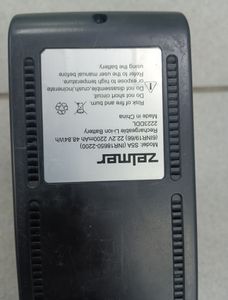 zelmer
Model: SSA (INR18650-2200)
(6INR19/66) 22.2V 2200mAh 48.84Wh
Rechargeable Li-ion Battery
2223DDL
Made in China
Risk of fire and burn.
Do not short circuit.
Do not disassemble,crush,incinerate
or expose to high temperature.
Refer to the user manual before
using the battery